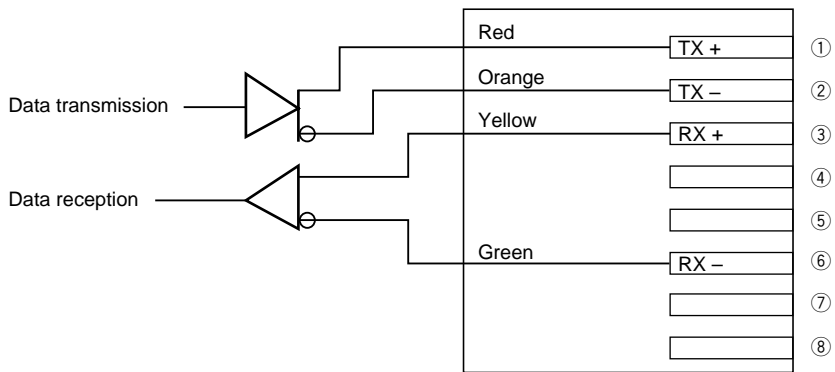 Red
TX +
①
Data transmission
Orange
TX –
②
Yellow
RX +
③
④
Data reception
⑤
Green
RX –
⑥
⑦
⑧